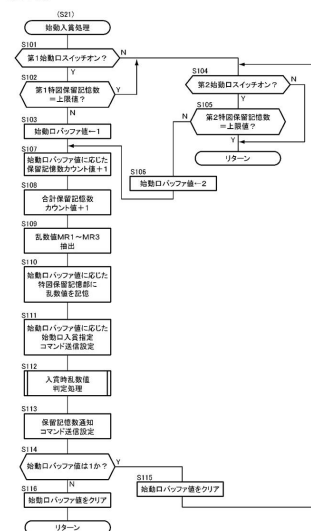 (S21)
始動入賞処理
S101
第1始動口スイッチオン？
N
Y
S102
第1特図保留記憶数
＝上限値？
Y
N
S103
始動口バッファ値←1
S104
第2始動口スイッチオン？
N
Y
S105
第2特図保留記憶数
＝上限値？
N
Y
リターン
S106
始動口バッファ値←2
S107
始動口バッファ値に応じた
保留記憶数カウント値＋1
S108
合計保留記憶数
カウント値＋1
S109
乱数値MR1～MR3
抽出
S110
始動口バッファ値に応じた
特図保留記憶部に
乱数値を記憶
S111
始動口バッファ値に応じた
始動口入賞指定
コマンド送信設定
S112
入賞時乱数値
判定処理
S113
保留記憶数通知
コマンド送信設定
S114
始動口バッファ値は1か？
Y
N
S115
始動口バッファ値をクリア
S116
始動口バッファ値をクリア
リターン